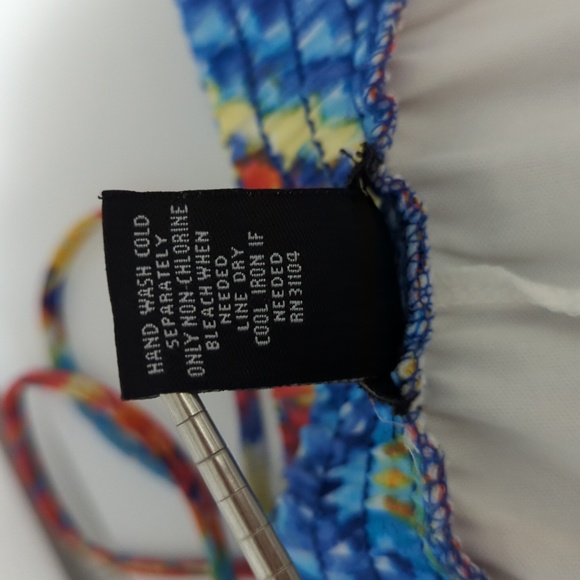 HAND WASH COLD
SEPARATELY
ONLY NON-CHLORINE
BLEACH WHEN
NEEDED
LINE DRY
COOL IRON IF
NEEDED
RN 31104